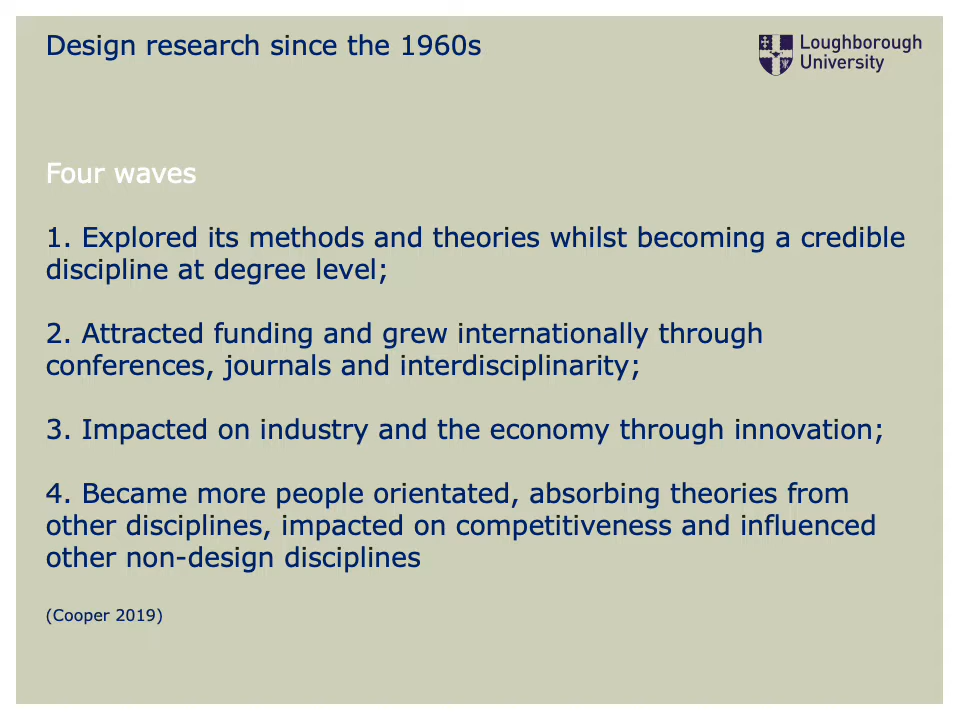 Design research since the 1960s
Loughborough
University
Four waves
1. Explored its methods and theories whilst becoming a credible
discipline at degree level;
2. Attracted funding and grew internationally through
conferences, journals and interdisciplinarity;
3. Impacted on industry and the economy through innovation;
4. Became more people orientated, absorbing theories from
other disciplines, impacted on competitiveness and influenced
other non-design disciplines
(Cooper 2019)